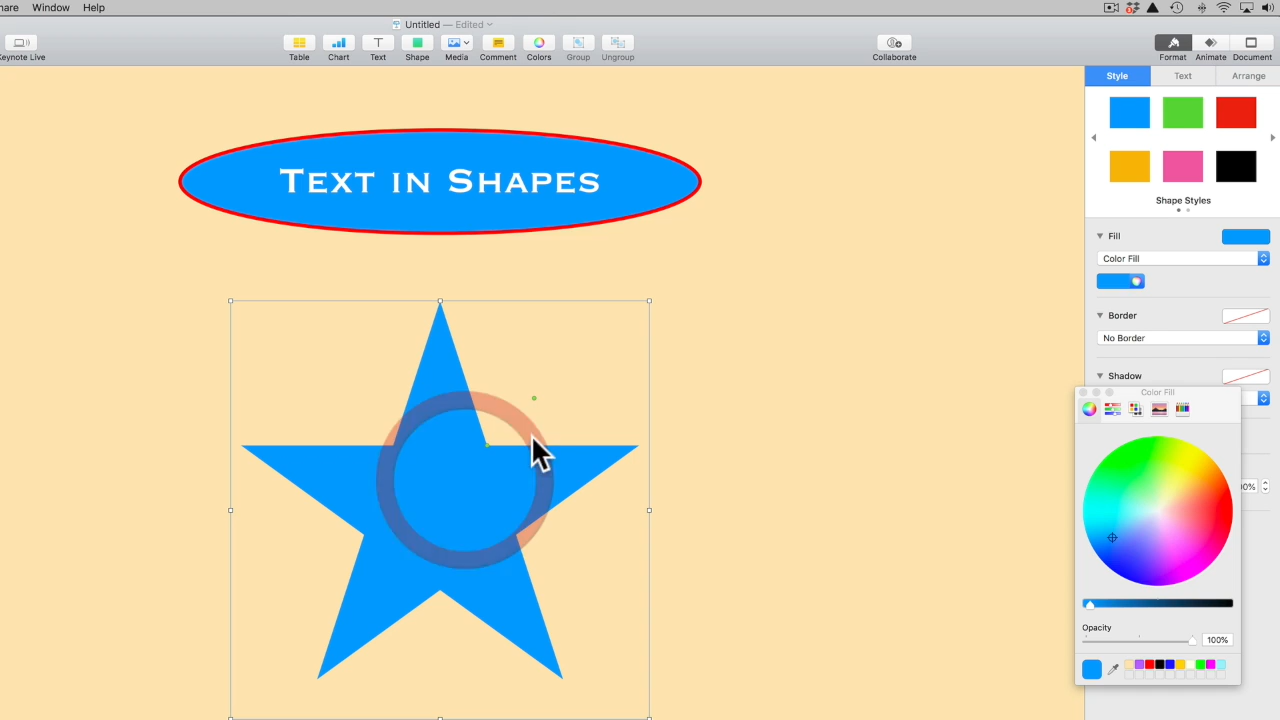 hare Window Help
Untitled — Edited
Keynote Live Table Chart Text Shape Media Comment Colors Group Ungroup Collaborate Format Animate Document
Style Text Arrange
TEXT IN SHAPES
Shape Styles
Fill
Color Fill
Border
No Border
Shadow
Color Fill
00%
Opacity
100%